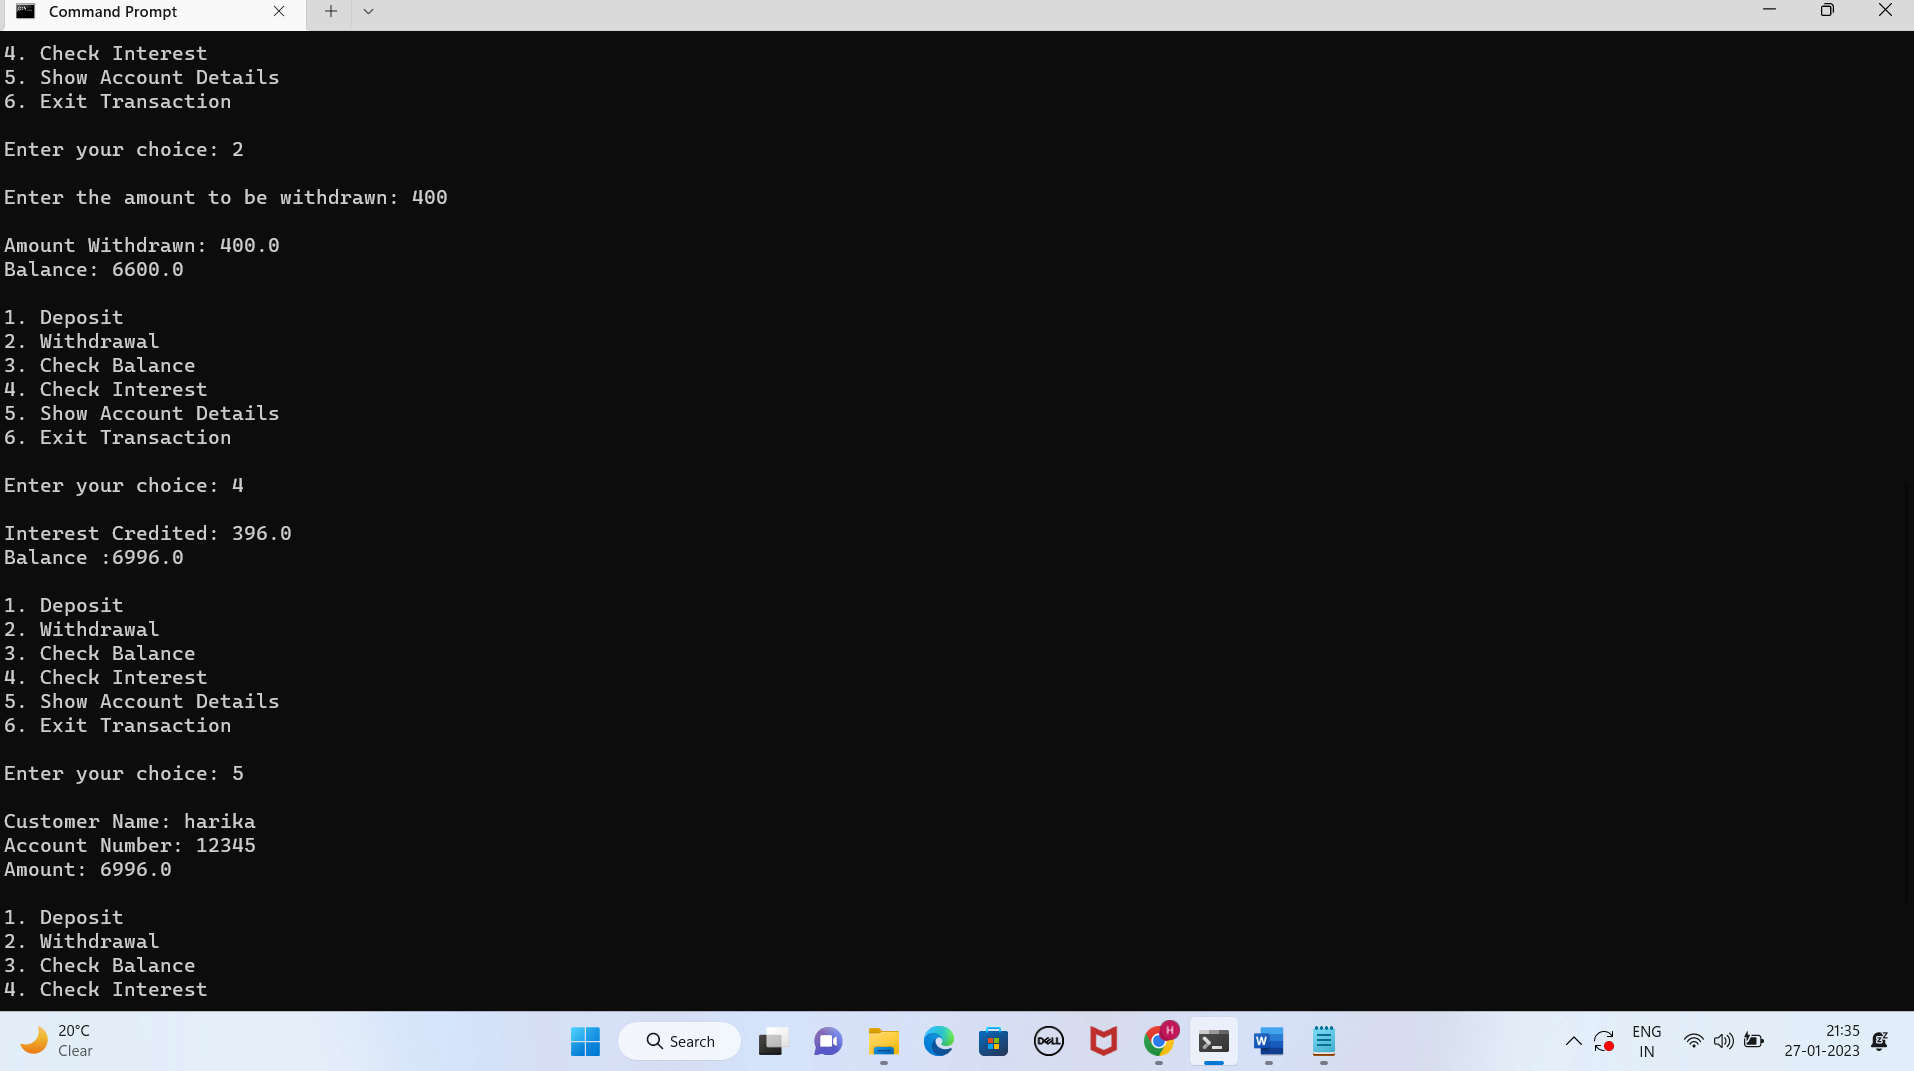 Command Prompt
4. Check Interest
5. Show Account Details
6. Exit Transaction
Enter your choice: 2
Enter the amount to be withdrawn: 400
Amount Withdrawn: 400.0
Balance: 6600.0
1. Deposit
2. Withdrawal
3. Check Balance
4. Check Interest
5. Show Account Details
6. Exit Transaction
Enter your choice: 4
Interest Credited: 396.0
Balance :6996.0
1. Deposit
2. Withdrawal
3. Check Balance
4. Check Interest
5. Show Account Details
6. Exit Transaction
Enter your choice: 5
Customer Name: harika
Account Number: 12345
Amount: 6996.0
1. Deposit
2. Withdrawal
3. Check Balance
4. Check Interest
20°C
Clear
Search
DELL
H
W
ENG
IN
21:35
27-01-2023